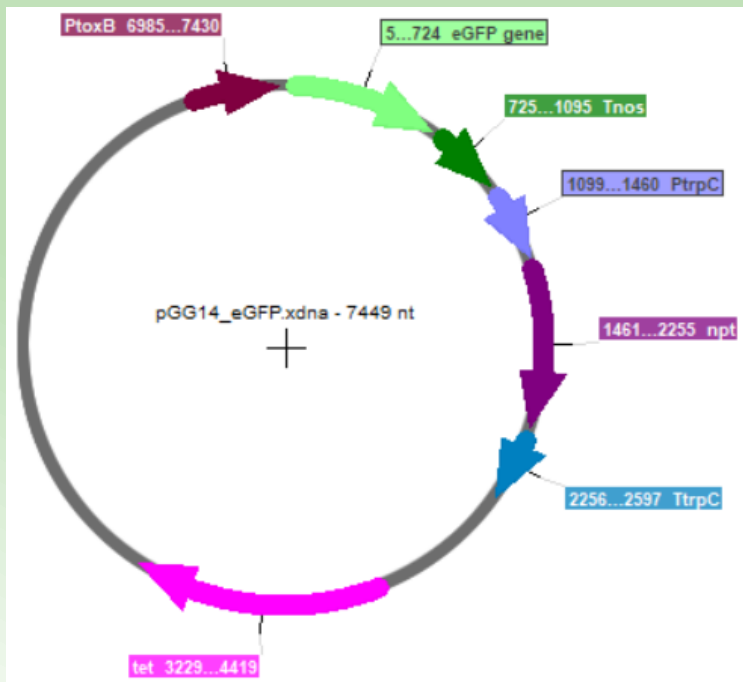 PtoxB 6985...7430
5...724 eGFP gene
725...1095 Tnos
1099...1460 PtrpC
pGG14_eGFP.xdna - 7449 nt
1461...2255 npt
2256...2597 TtrpC
tet 3229...4419